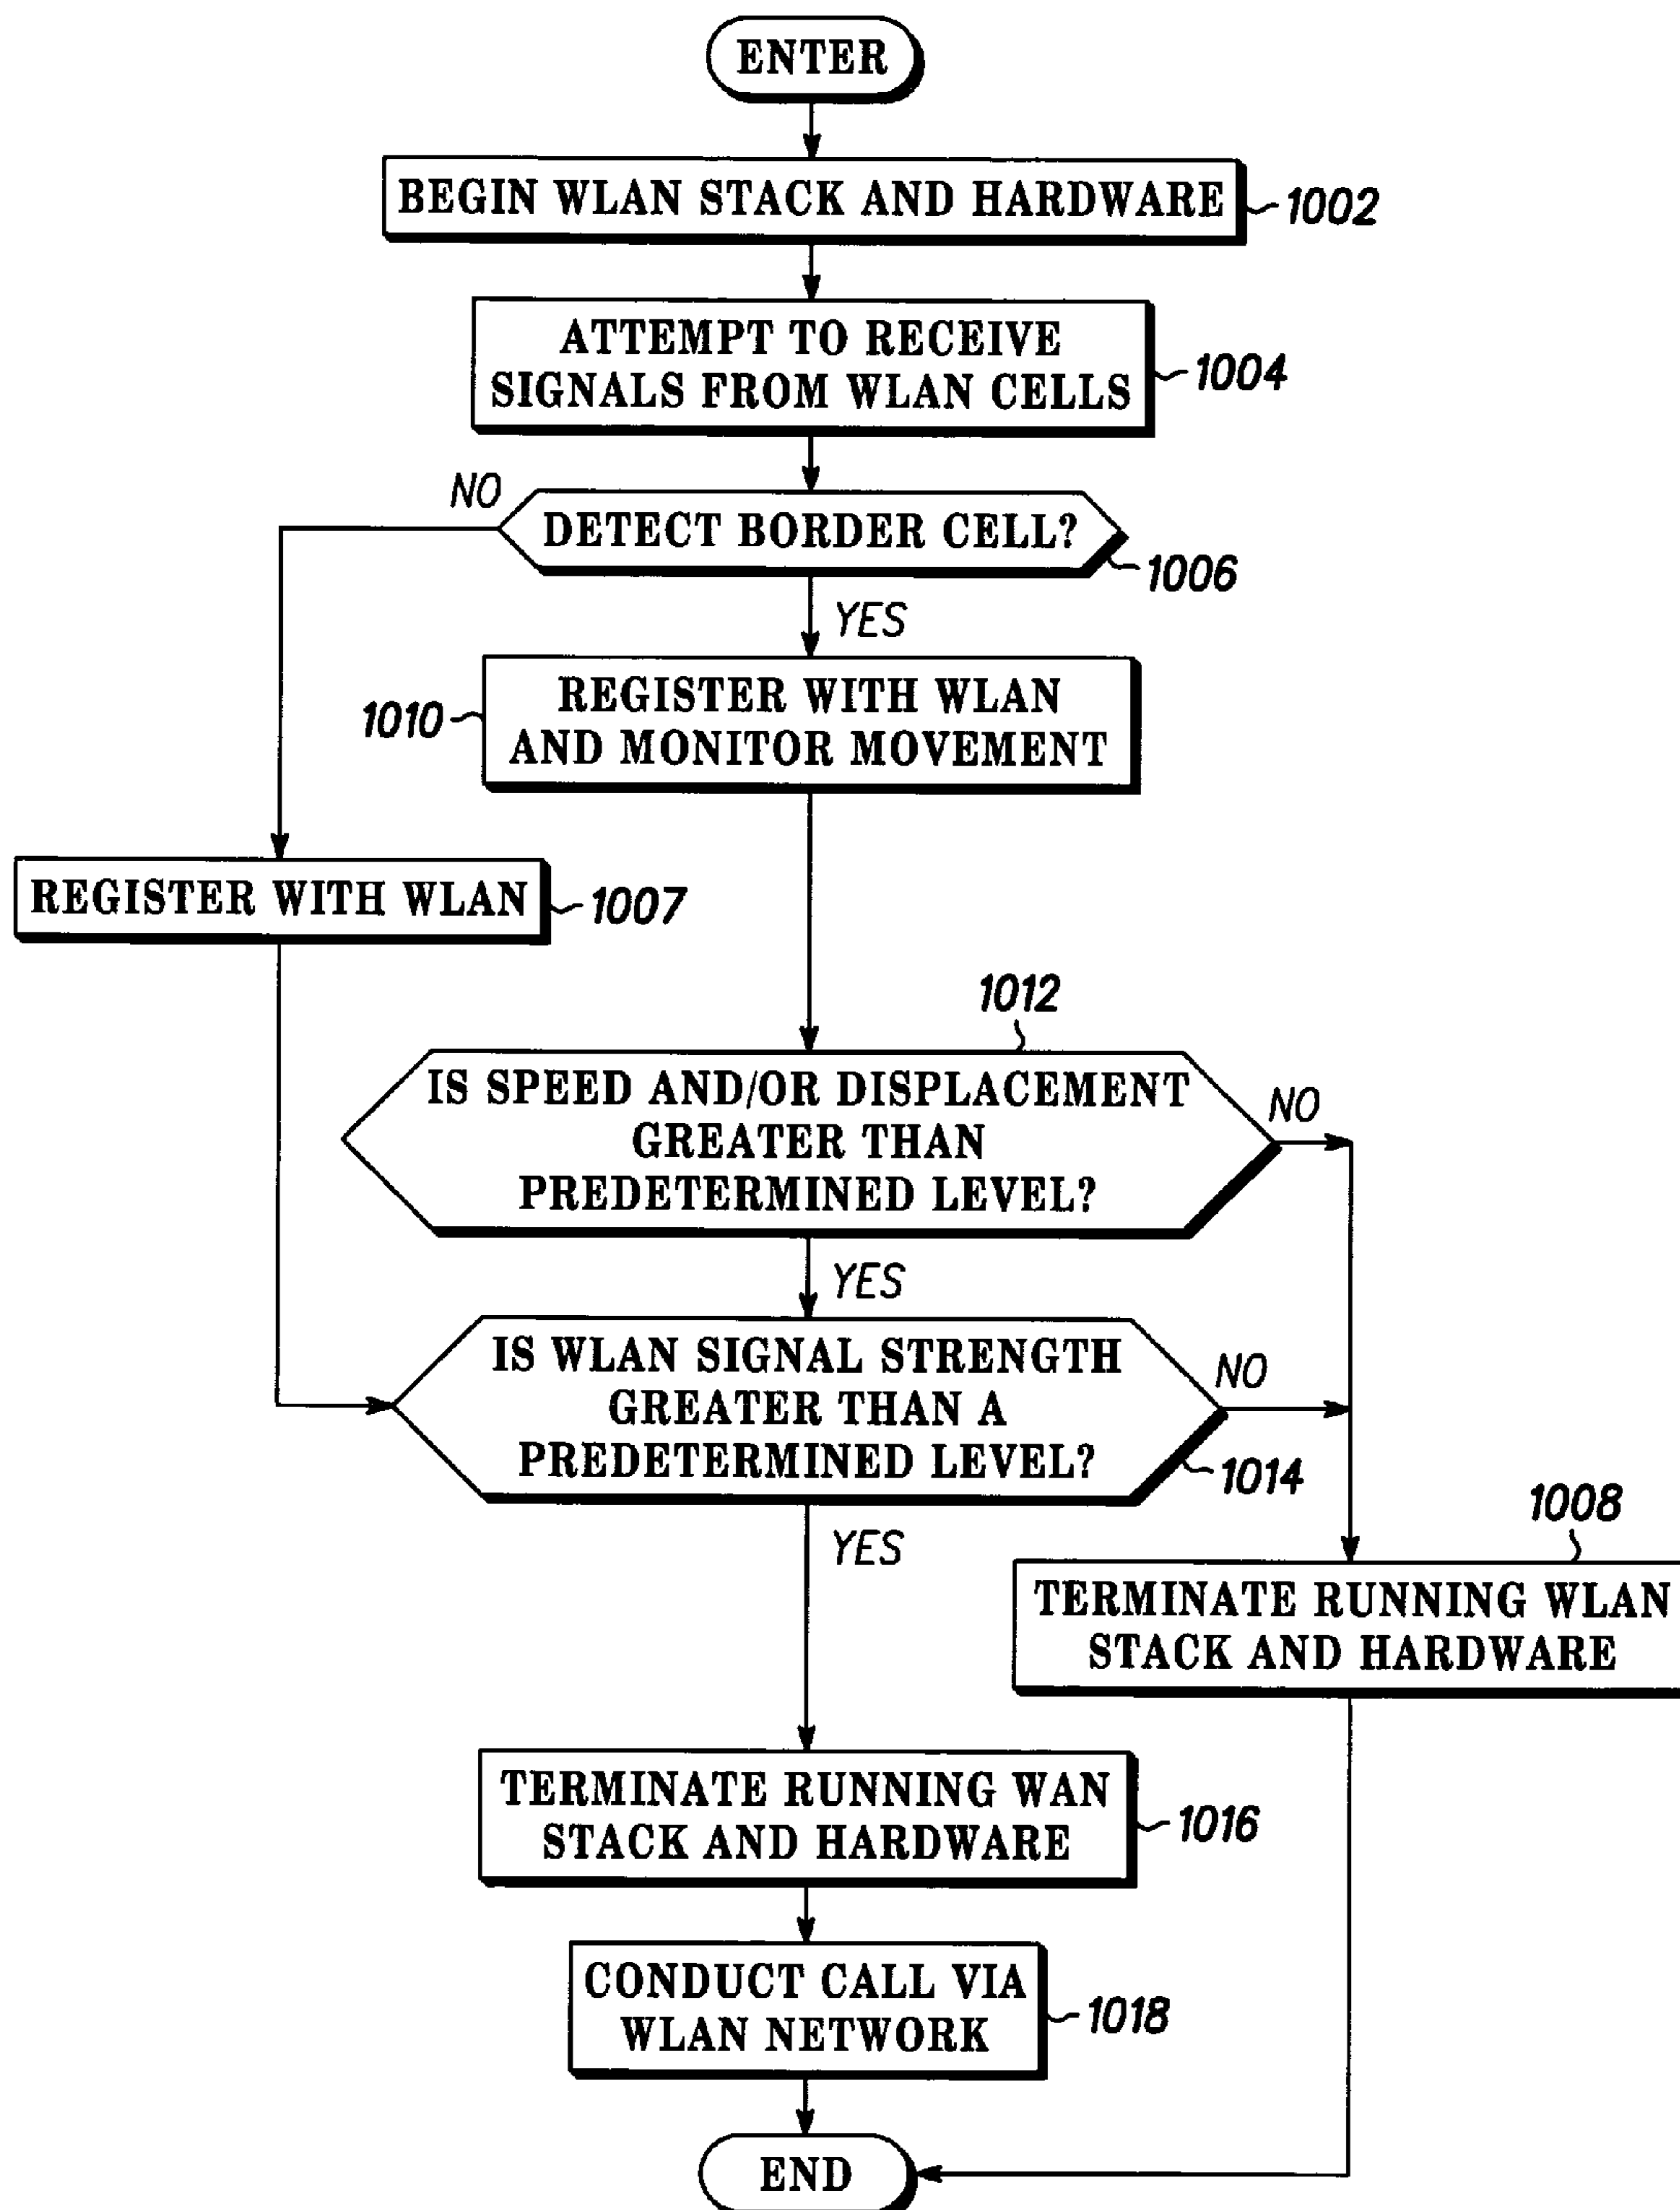 ENTER
BEGIN WLAN STACK AND HARDWARE
1002
ATTEMPT TO RECEIVE
SIGNALS FROM WLAN CELLS
1004
NO
DETECT BORDER CELL?
1006
YES
REGISTER WITH WLAN
AND MONITOR MOVEMENT
1010
REGISTER WITH WLAN
1007
1012
IS SPEED AND/OR DISPLACEMENT
GREATER THAN
PREDETERMINED LEVEL?
NO
YES
IS WLAN SIGNAL STRENGTH
GREATER THAN A
PREDETERMINED LEVEL?
NO
1014
YES
1008
TERMINATE RUNNING WLAN
STACK AND HARDWARE
TERMINATE RUNNING WAN
STACK AND HARDWARE
1016
CONDUCT CALL VIA
WLAN NETWORK
1018
END